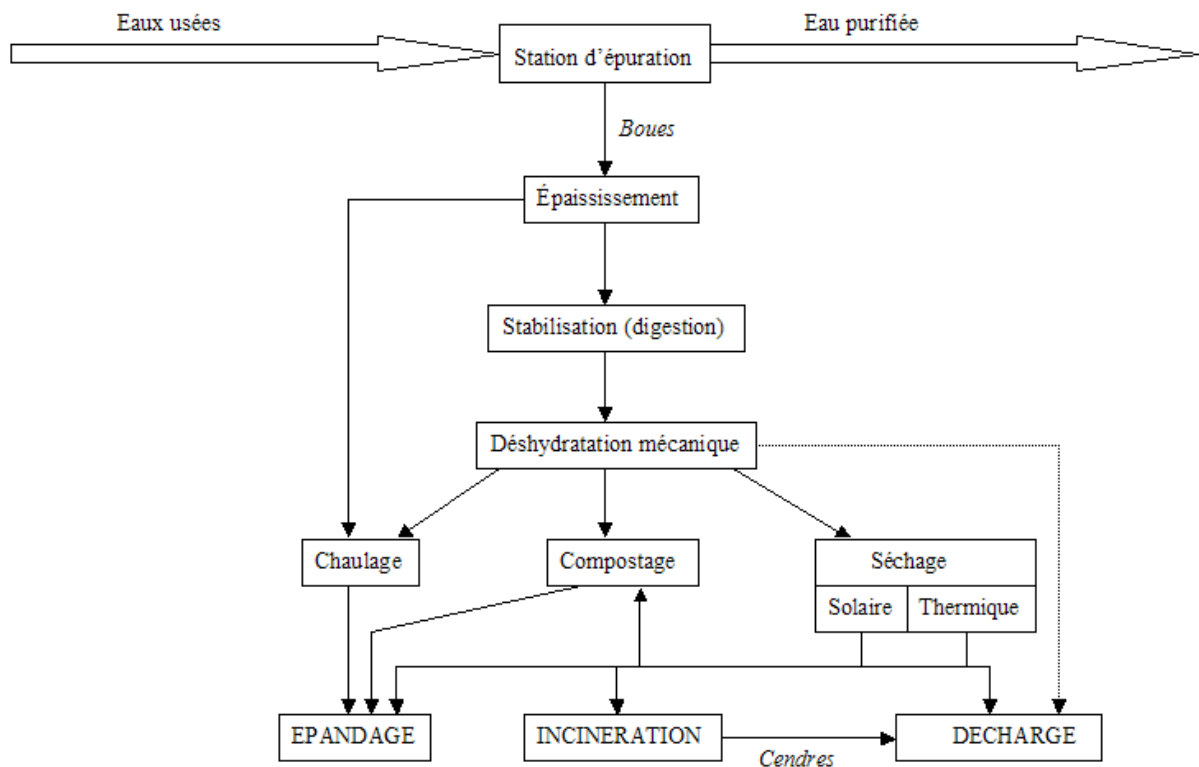 Eaux usées
Eau purifiée
Station d’épuration
Boues
Épaississement
Stabilisation (digestion)
Déshydratation mécanique
Chaulage
Compostage
Séchage
Solaire
Thermique
EPANDAGE
INCINERATION
DECHARGE
Cendres